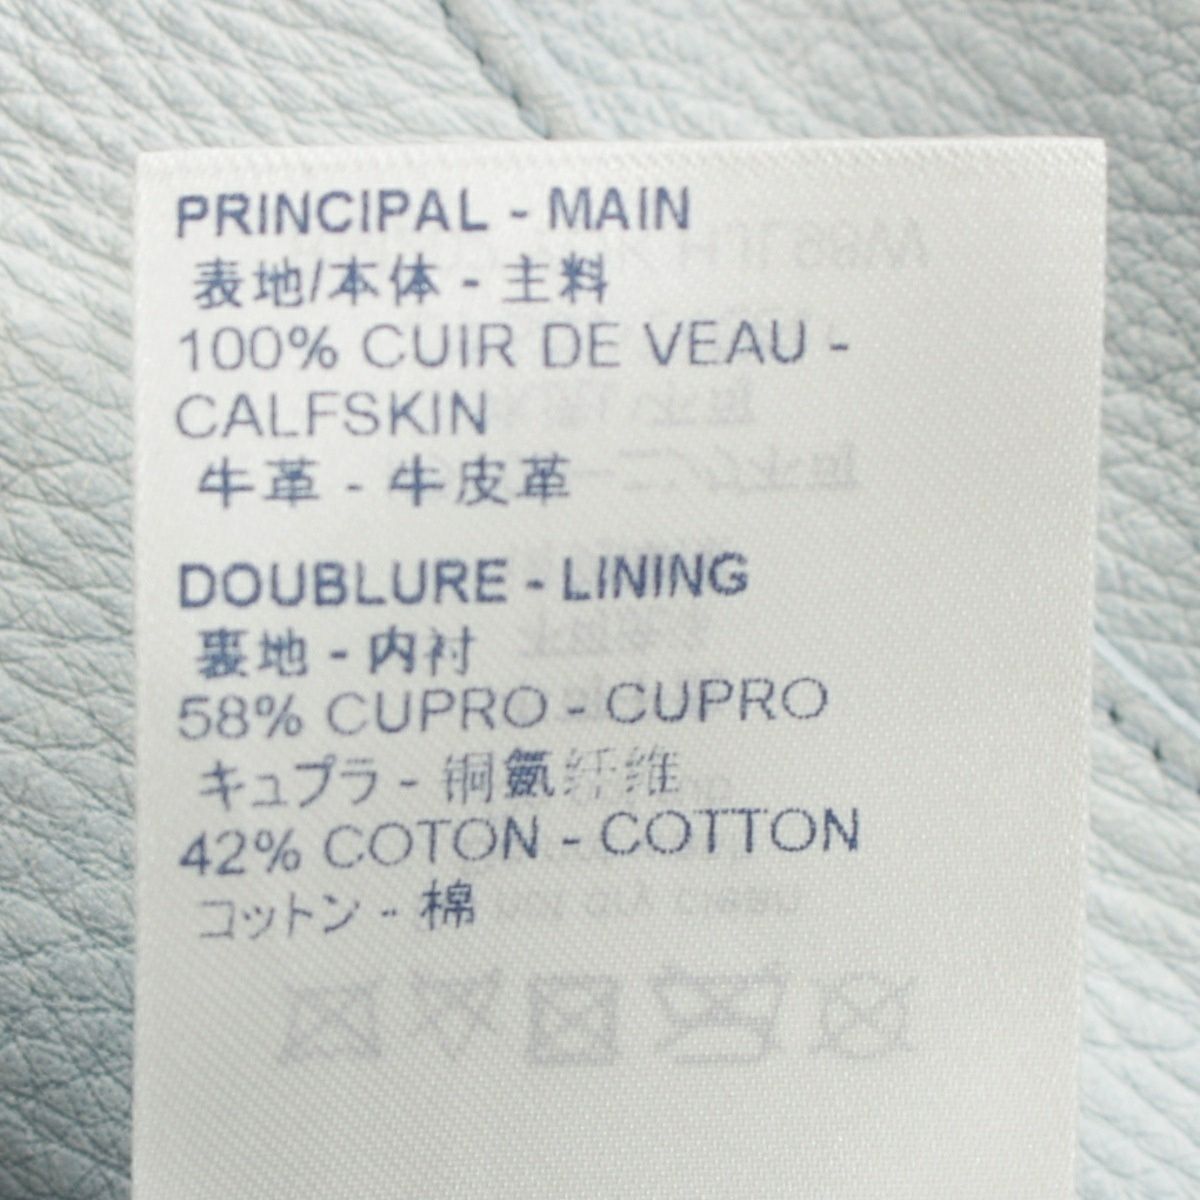 PRINCIPAL - MAIN
表地/本体 - 主料
100% CUIR DE VEAU -
CALFSKIN
牛革 - 牛皮革
DOUBLURE - LINING
裏地 - 内衬
58% CUPRO - CUPRO
キュプラ - 铜氨纤维
42% COTON - COTTON
コットン - 棉